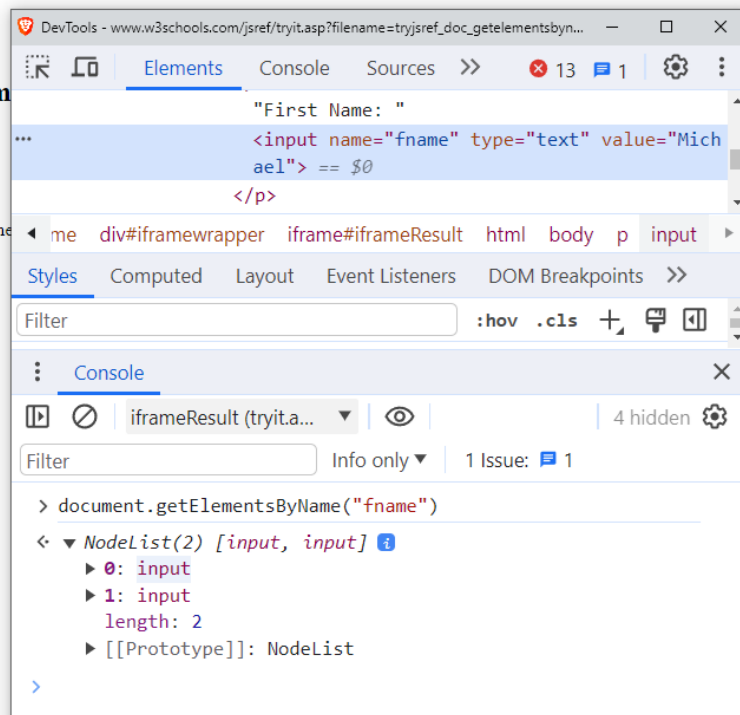 DevTools - www.w3schools.com/jsref/tryit.asp?filename=tryjsref_doc_getelementsbyn...
Elements Console Sources 13 1
"First Name: "
<input name="fname" type="text" value="Mich
ael"> == $0
</p>
me div#iframewrapper iframe#iframeResult html body p input
Styles Computed Layout Event Listeners DOM Breakpoints
Filter :hov .cls
Console
iframeResult (tryit.a... 4 hidden
Filter Info only 1 Issue: 1
document.getElementsByName("fname")
NodeList(2) [input, input] i
0: input
1: input
length: 2
[[Prototype]]: NodeList